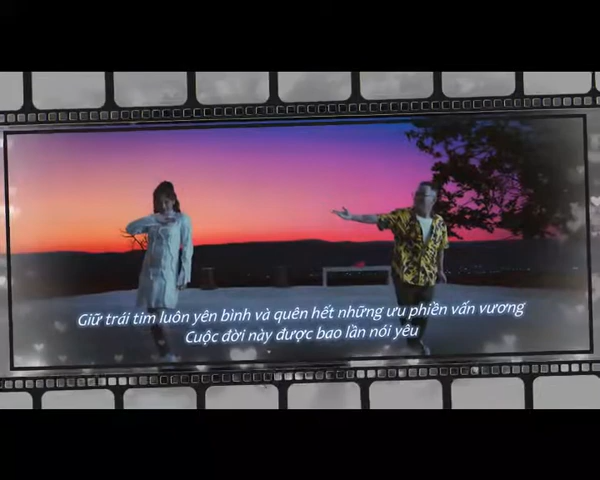 Giữ trái tim luôn yên bình và quên hết những ưu phiền vấn vương
Cuộc đời này được bao lần nói yêu